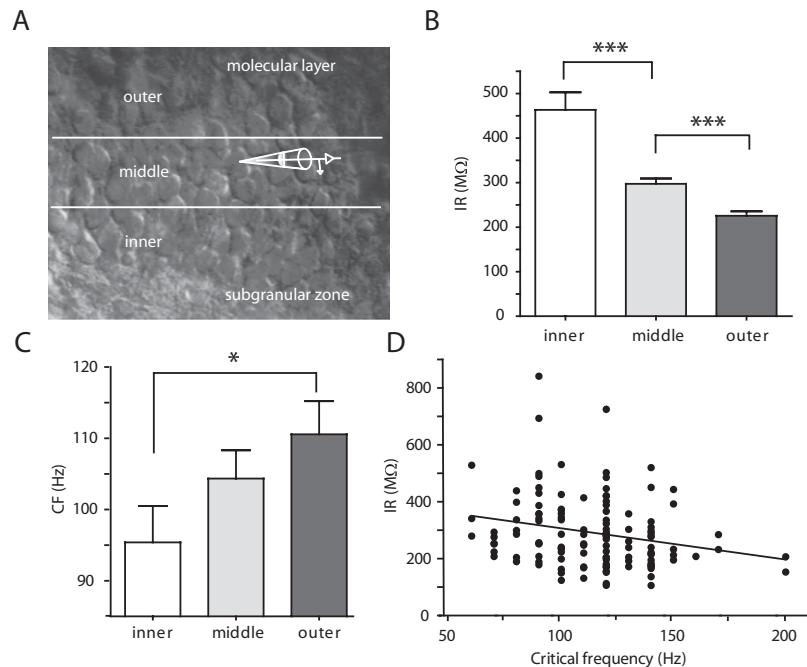 A
molecular layer
outer
middle
inner
subgranular zone
B
***
***
500
400
300
200
100
0
IR (MΩ)
inner middle outer
C
*
120
110
100
90
CF (Hz)
inner middle outer
D
800
600
400
200
0
IR (MΩ)
50 100 150 200
Critical frequency (Hz)